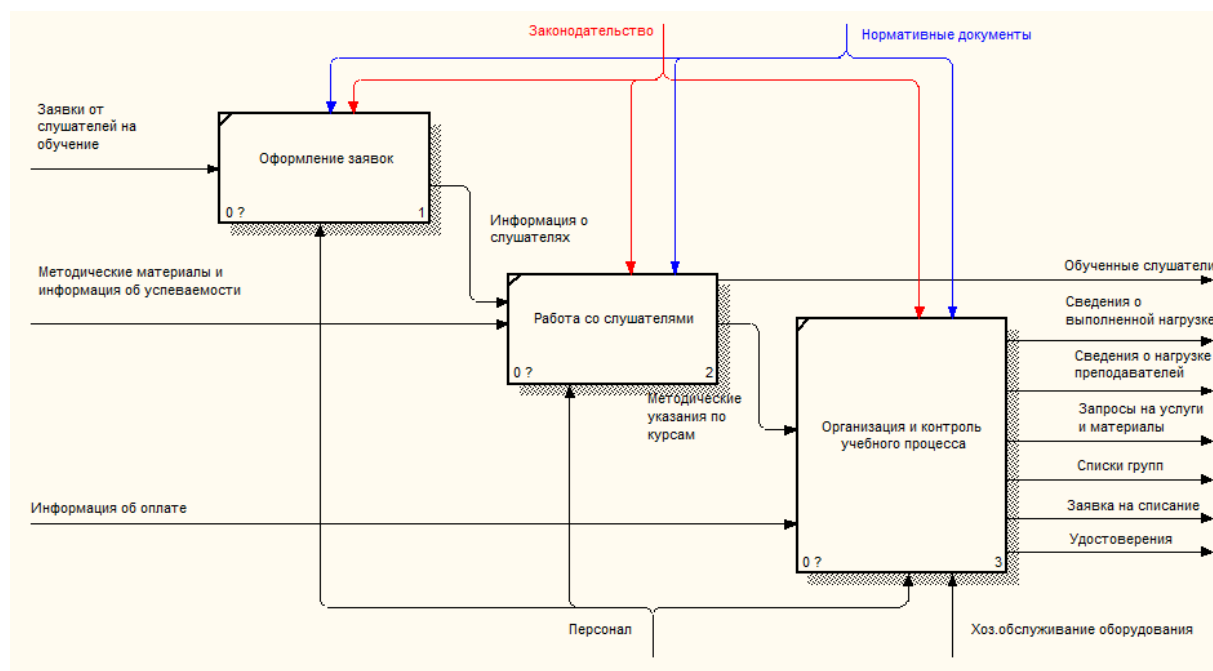 Законодательство
Нормативные документы
Заявки от
слушателей на
обучение
Оформление заявок
0 ?
1
Информация о
слушателях
Методические материалы и
информация об успеваемости
Обученные слушатели
Работа со слушателями
0 ?
2
Сведения о
выполненной нагрузке
Сведения о нагрузке
преподавателей
Методические
указания по
курсам
Запросы на услуги
и материалы
Организация и контроль
учебного процесса
Списки групп
Информация об оплате
Заявка на списание
Удостоверения
0 ?
3
Персонал
Хоз.обслуживание оборудования